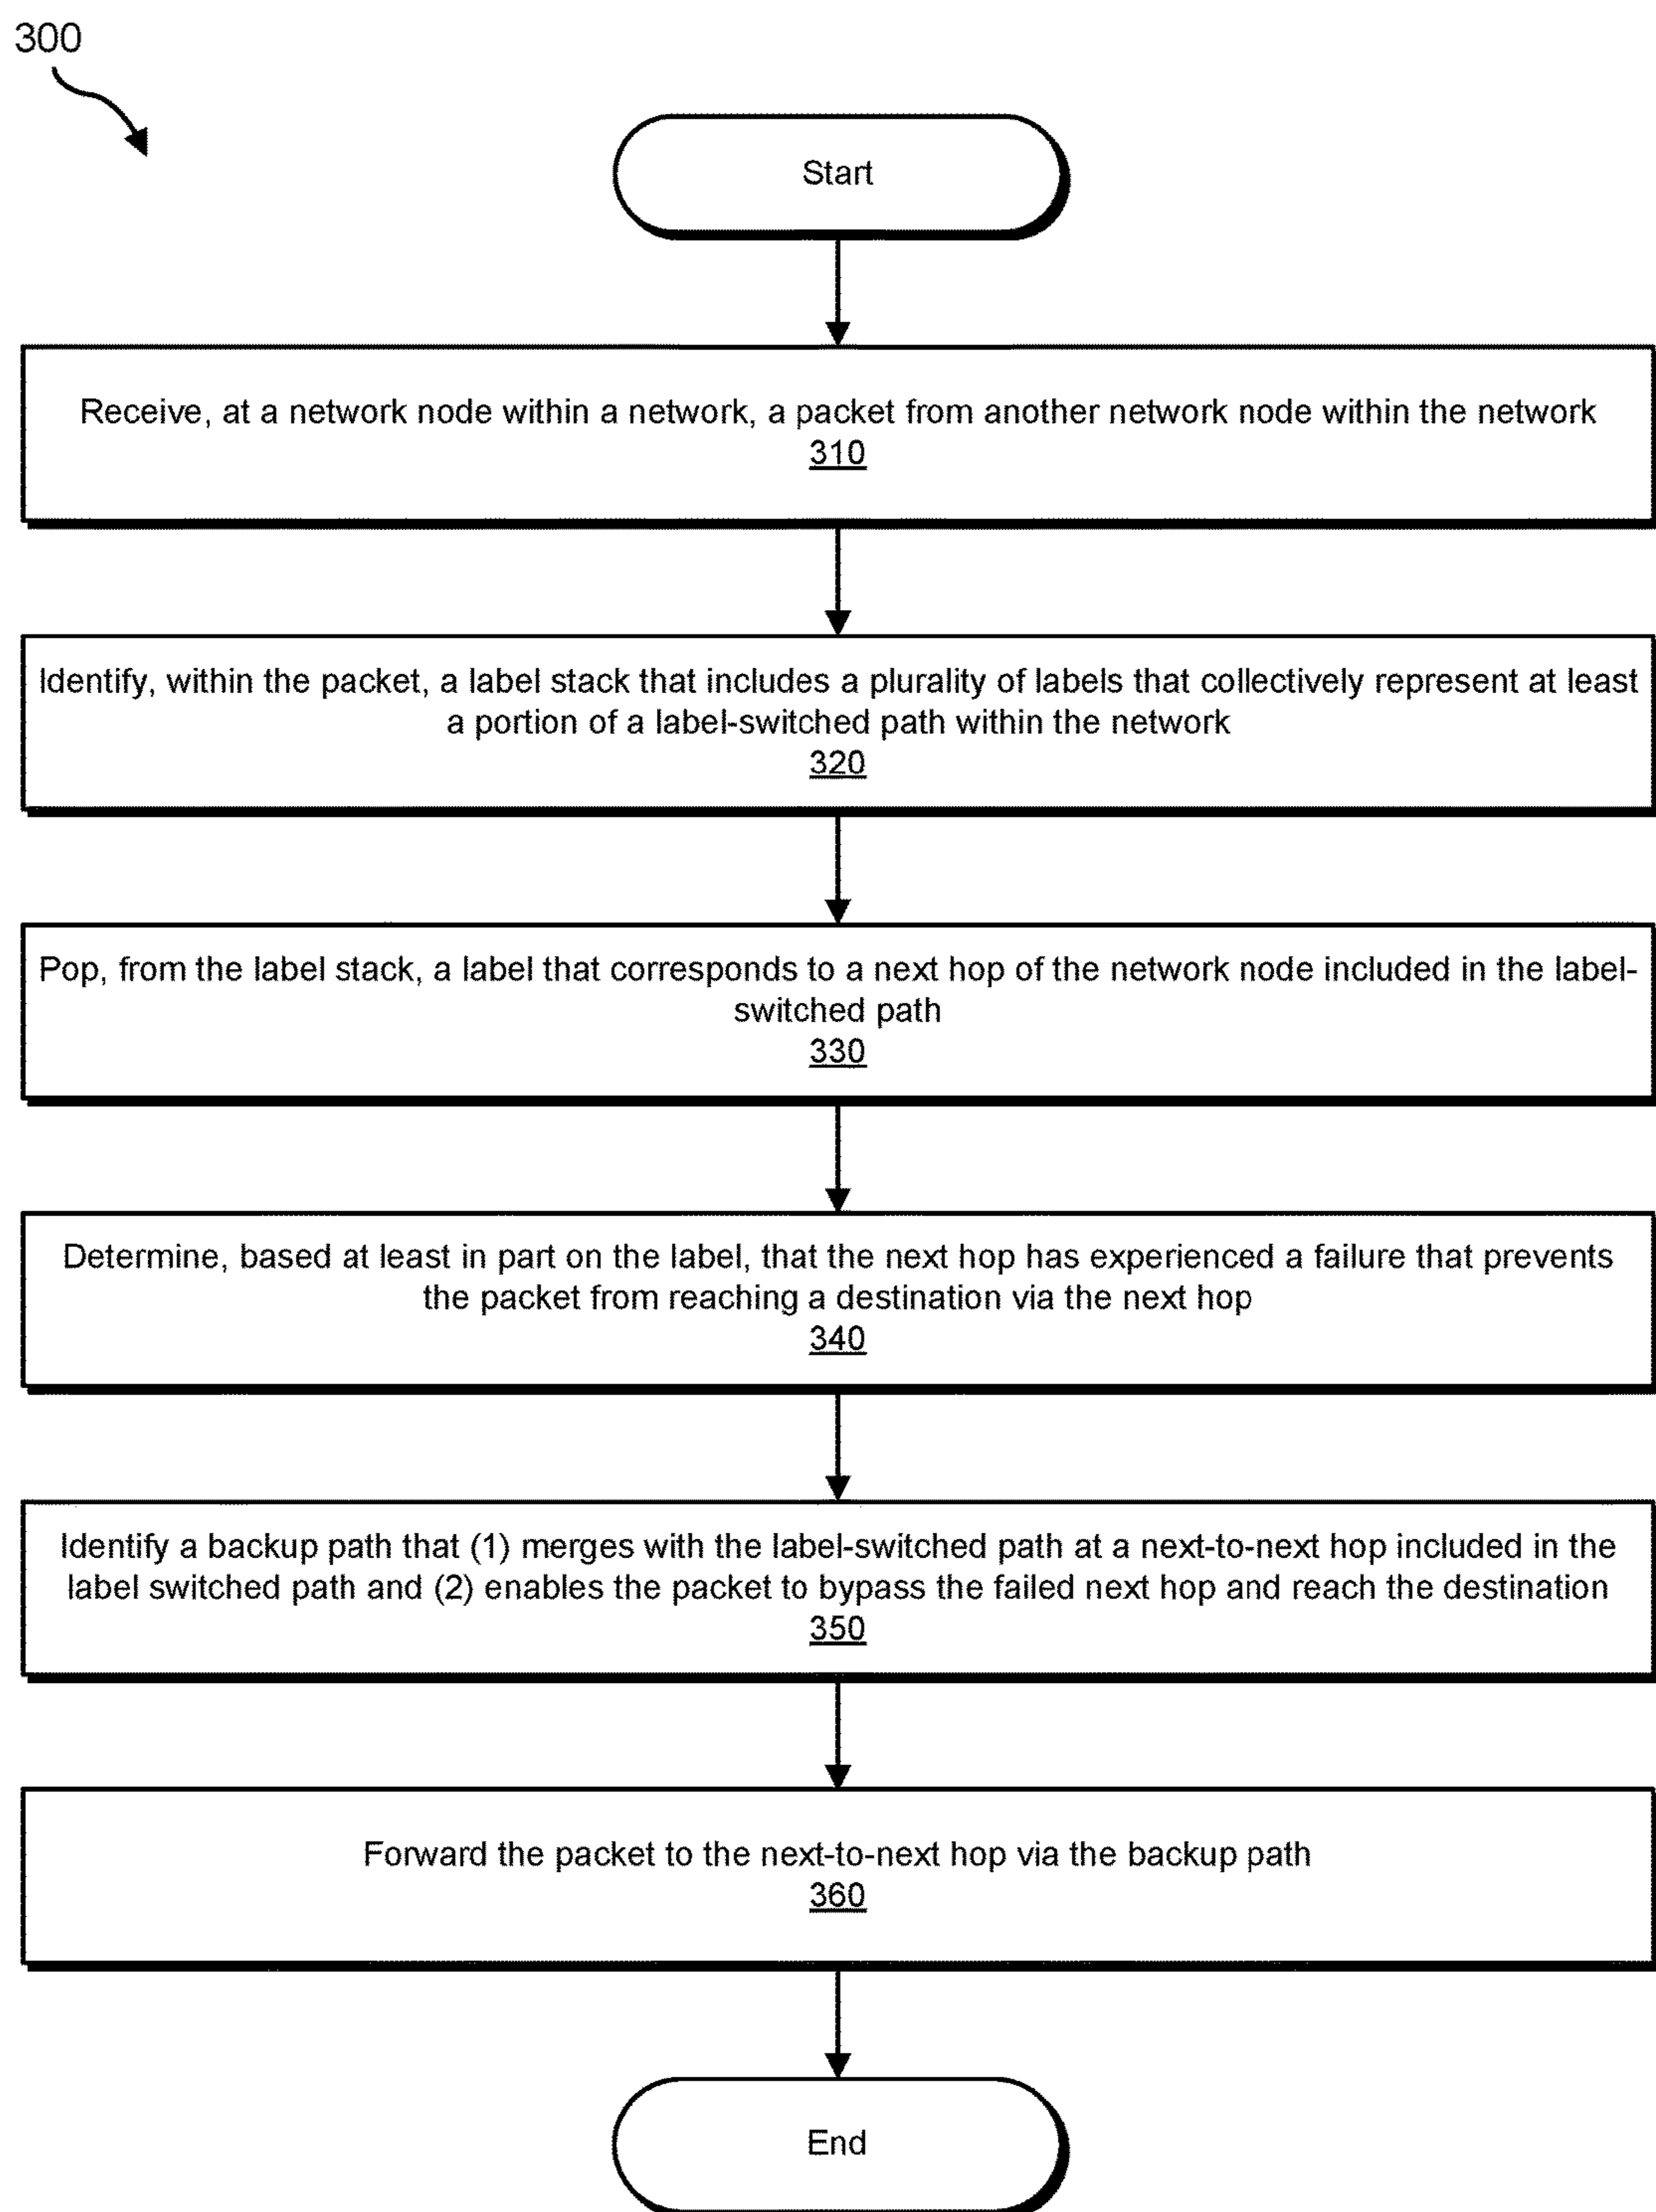 300
Start
Receive, at a network node within a network, a packet from another network node within the network
310
Identify, within the packet, a label stack that includes a plurality of labels that collectively represent at least
a portion of a label-switched path within the network
320
Pop, from the label stack, a label that corresponds to a next hop of the network node included in the label-
switched path
330
Determine, based at least in part on the label, that the next hop has experienced a failure that prevents
the packet from reaching a destination via the next hop
340
Identify a backup path that (1) merges with the label-switched path at a next-to-next hop included in the
label switched path and (2) enables the packet to bypass the failed next hop and reach the destination
350
Forward the packet to the next-to-next hop via the backup path
360
End